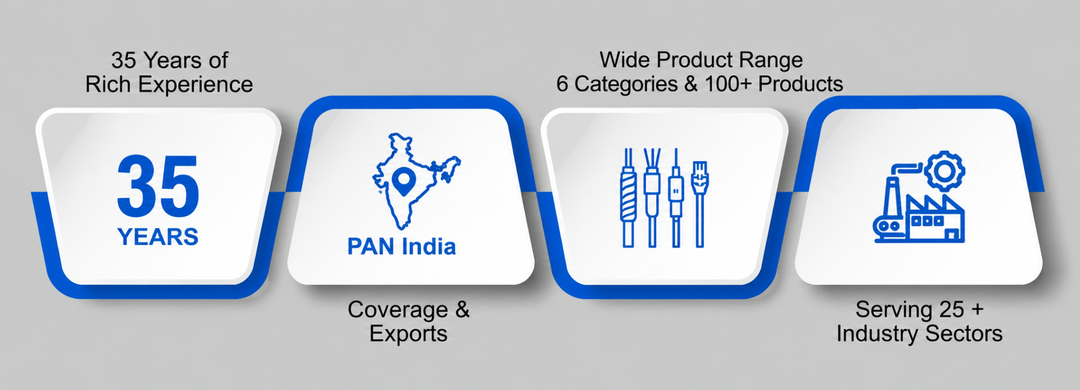 35 Years of
Rich Experience
35
YEARS
PAN India
Coverage &
Exports
Wide Product Range
6 Categories & 100+ Products
Serving 25 +
Industry Sectors